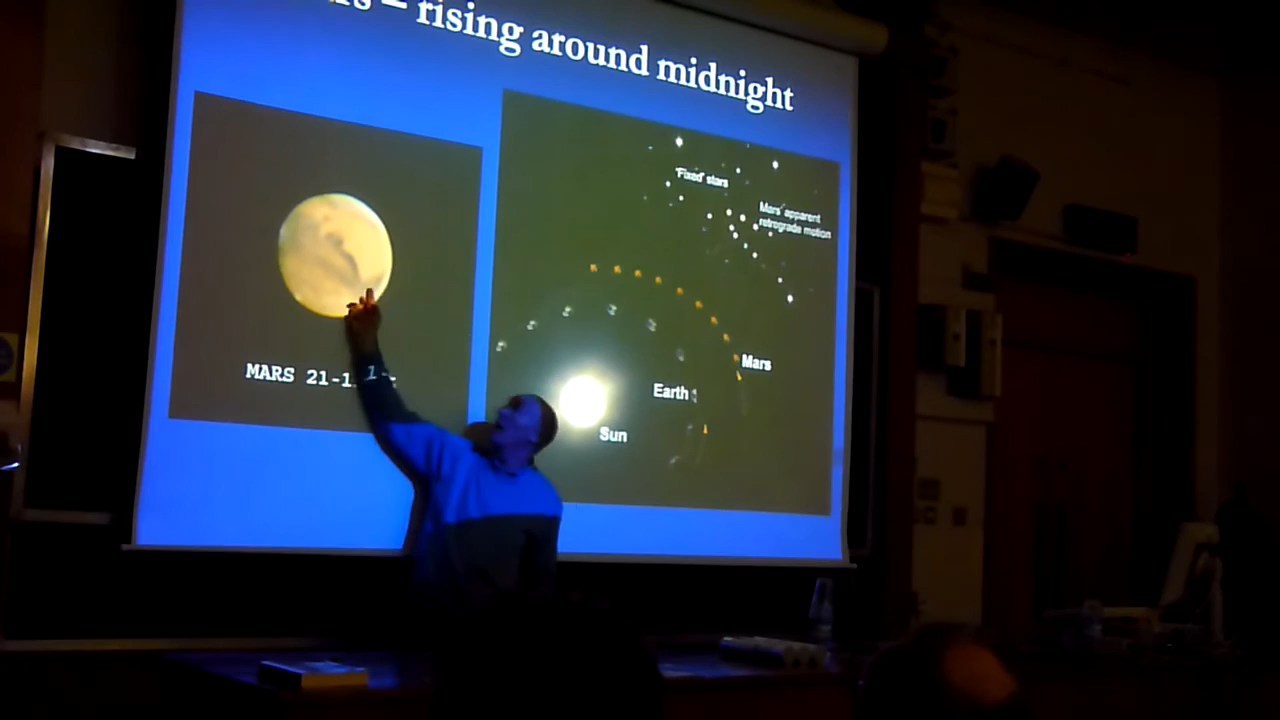 rising around midnight
'Fixed' stars
Mars' apparent
retrograde motion
Mars
Earth
Sun
MARS 21-1